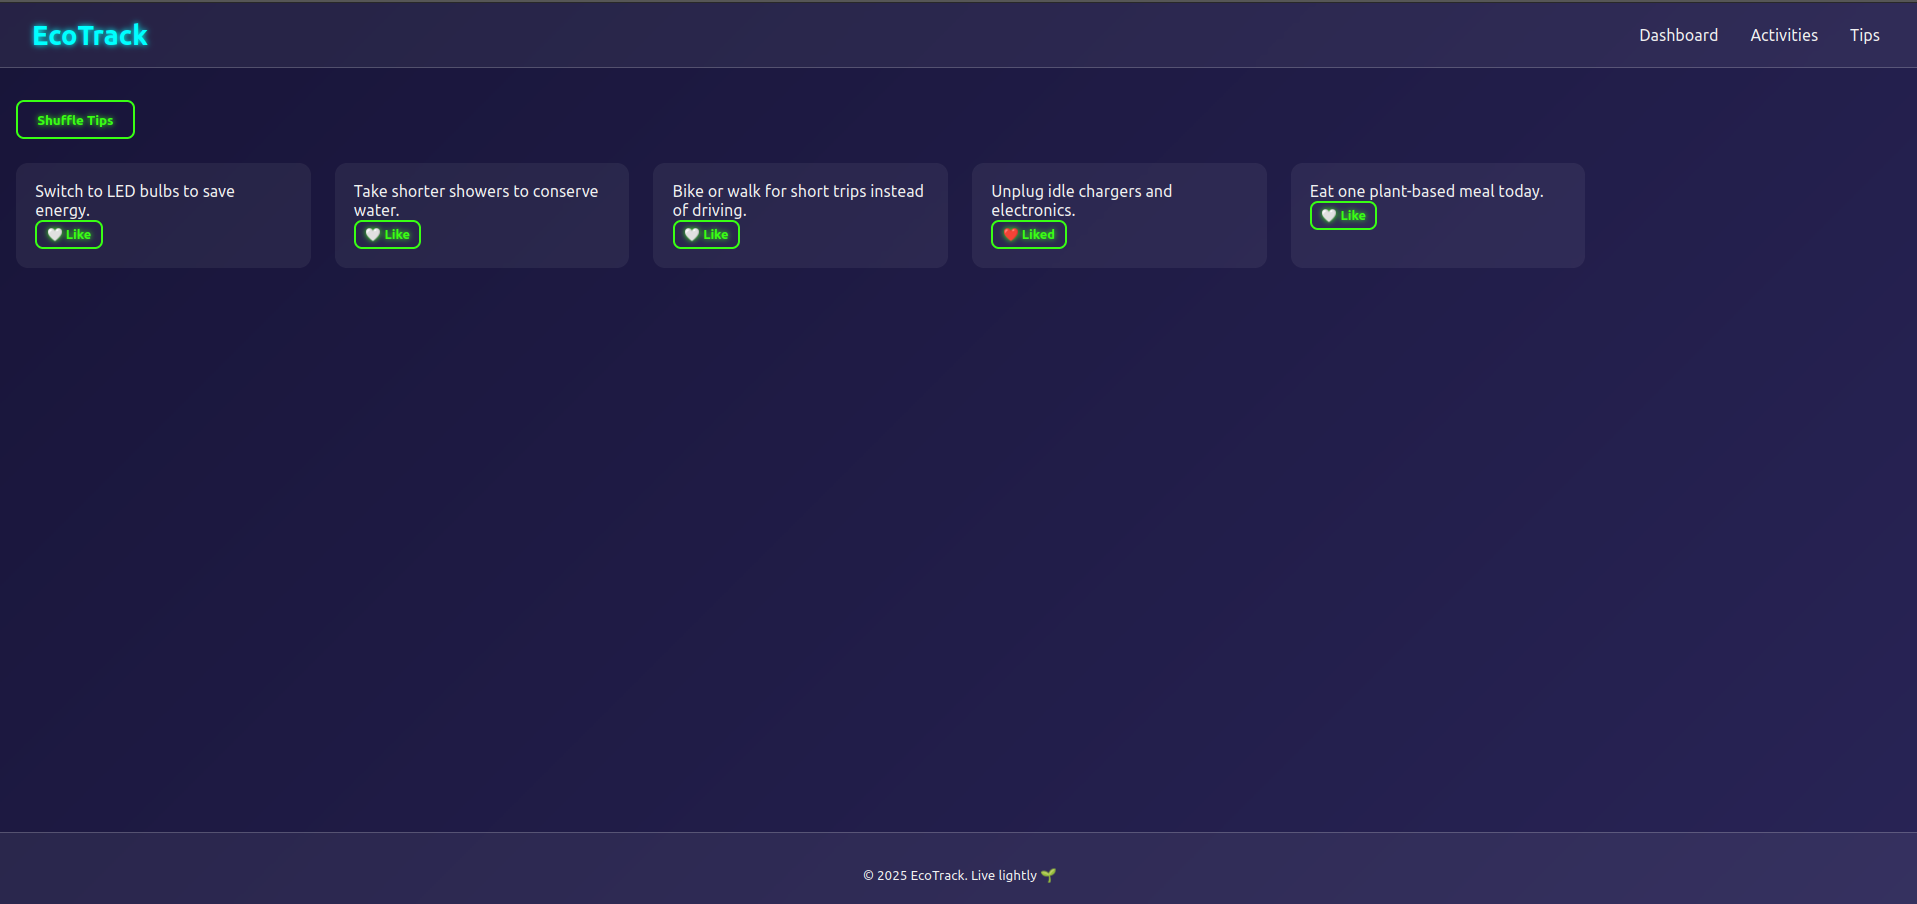 EcoTrack
Dashboard Activities Tips
Shuffle Tips
Switch to LED bulbs to save
energy.
🤍 Like
Take shorter showers to conserve
water.
🤍 Like
Bike or walk for short trips instead
of driving.
🤍 Like
Unplug idle chargers and
electronics.
❤️ Liked
Eat one plant-based meal today.
🤍 Like
© 2025 EcoTrack. Live lightly 🌱